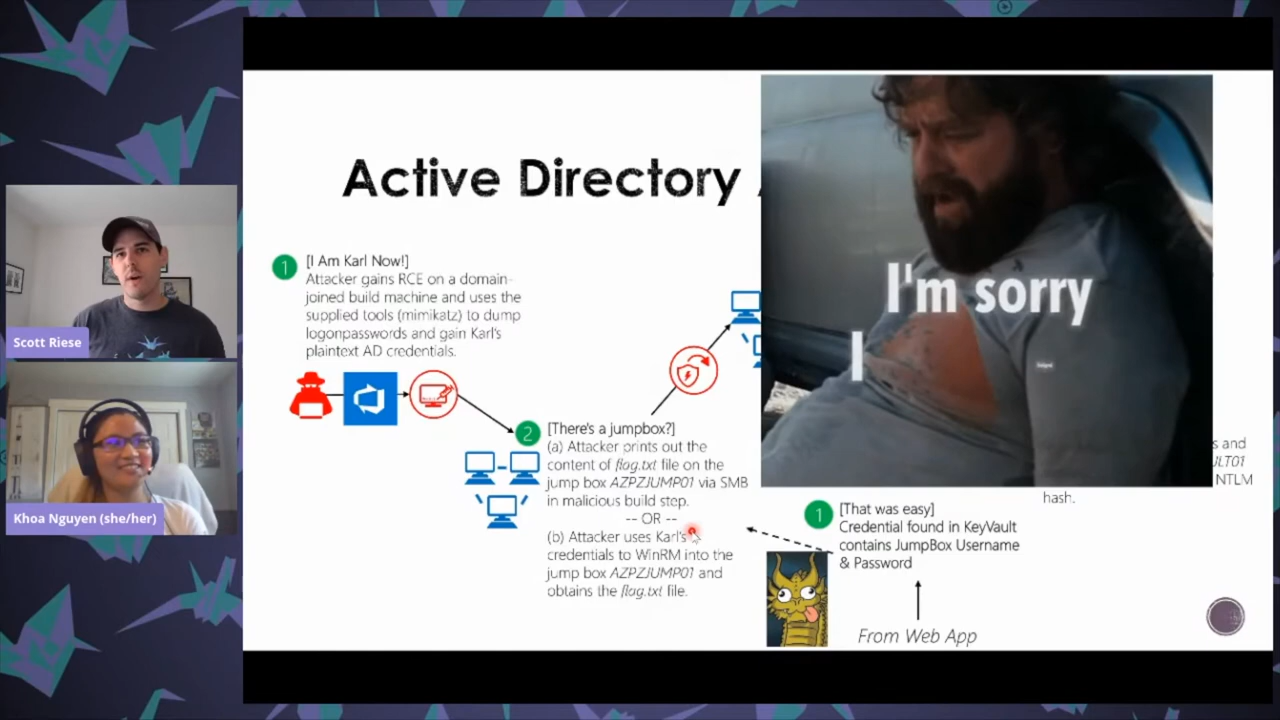 Active Directory
1
[I Am Karl Now!]
Attacker gains RCE on a domain-
joined build machine and uses the
supplied tools (mimikatz) to dump
logonpasswords and gain Karl's
plaintext AD credentials.
2
[There's a jumpbox?]
(a) Attacker prints out the
content of flag.txt file on the
jump box AZPZJUMP01 via SMB
in malicious build step.
-- OR --
(b) Attacker uses Karl's
credentials to WinRM into the
jump box AZPZJUMP01 and
obtains the flag.txt file.
I'm sorry
I
s and
ULT01
NTLM
hash.
1
[That was easy]
Credential found in KeyVault
contains JumpBox Username
& Password
From Web App
Scott Riese
Khoa Nguyen (she/her)